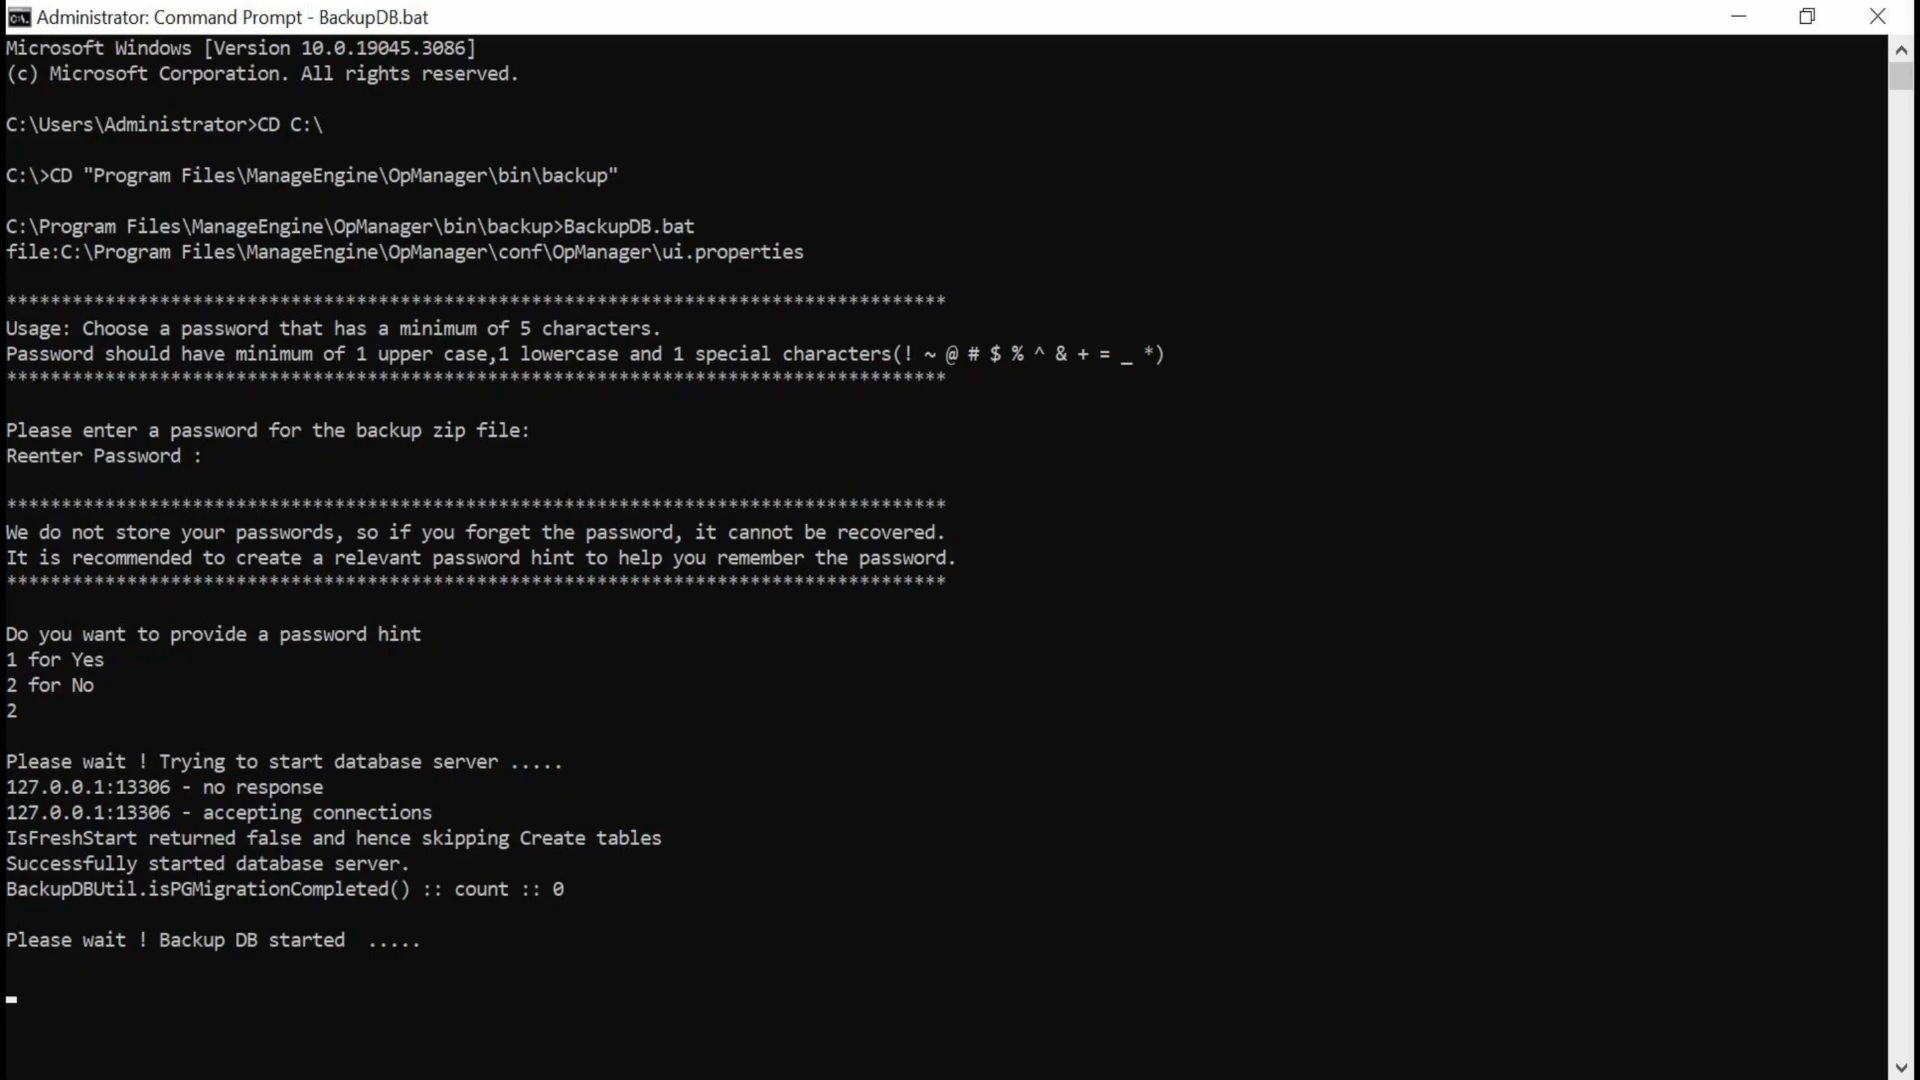 Administrator: Command Prompt - BackupDB.bat
Microsoft Windows [Version 10.0.19045.3086]
(c) Microsoft Corporation. All rights reserved.
C:\Users\Administrator>CD C:\
C:\>CD "Program Files\ManageEngine\OpManager\bin\backup"
C:\Program Files\ManageEngine\OpManager\bin\backup>BackupDB.bat
file:C:\Program Files\ManageEngine\OpManager\conf\OpManager\ui.properties
**************************************************************************************
Usage: Choose a password that has a minimum of 5 characters.
Password should have minimum of 1 upper case,1 lowercase and 1 special characters(! ~ @ # $ % ^ & + = _ *)
**************************************************************************************
Please enter a password for the backup zip file:
Reenter Password :
**************************************************************************************
We do not store your passwords, so if you forget the password, it cannot be recovered.
It is recommended to create a relevant password hint to help you remember the password.
**************************************************************************************
Do you want to provide a password hint
1 for Yes
2 for No
2
Please wait ! Trying to start database server .....
127.0.0.1:13306 - no response
127.0.0.1:13306 - accepting connections
IsFreshStart returned false and hence skipping Create tables
Successfully started database server.
BackupDBUtil.isPGMigrationCompleted() :: count :: 0
Please wait ! Backup DB started  .....